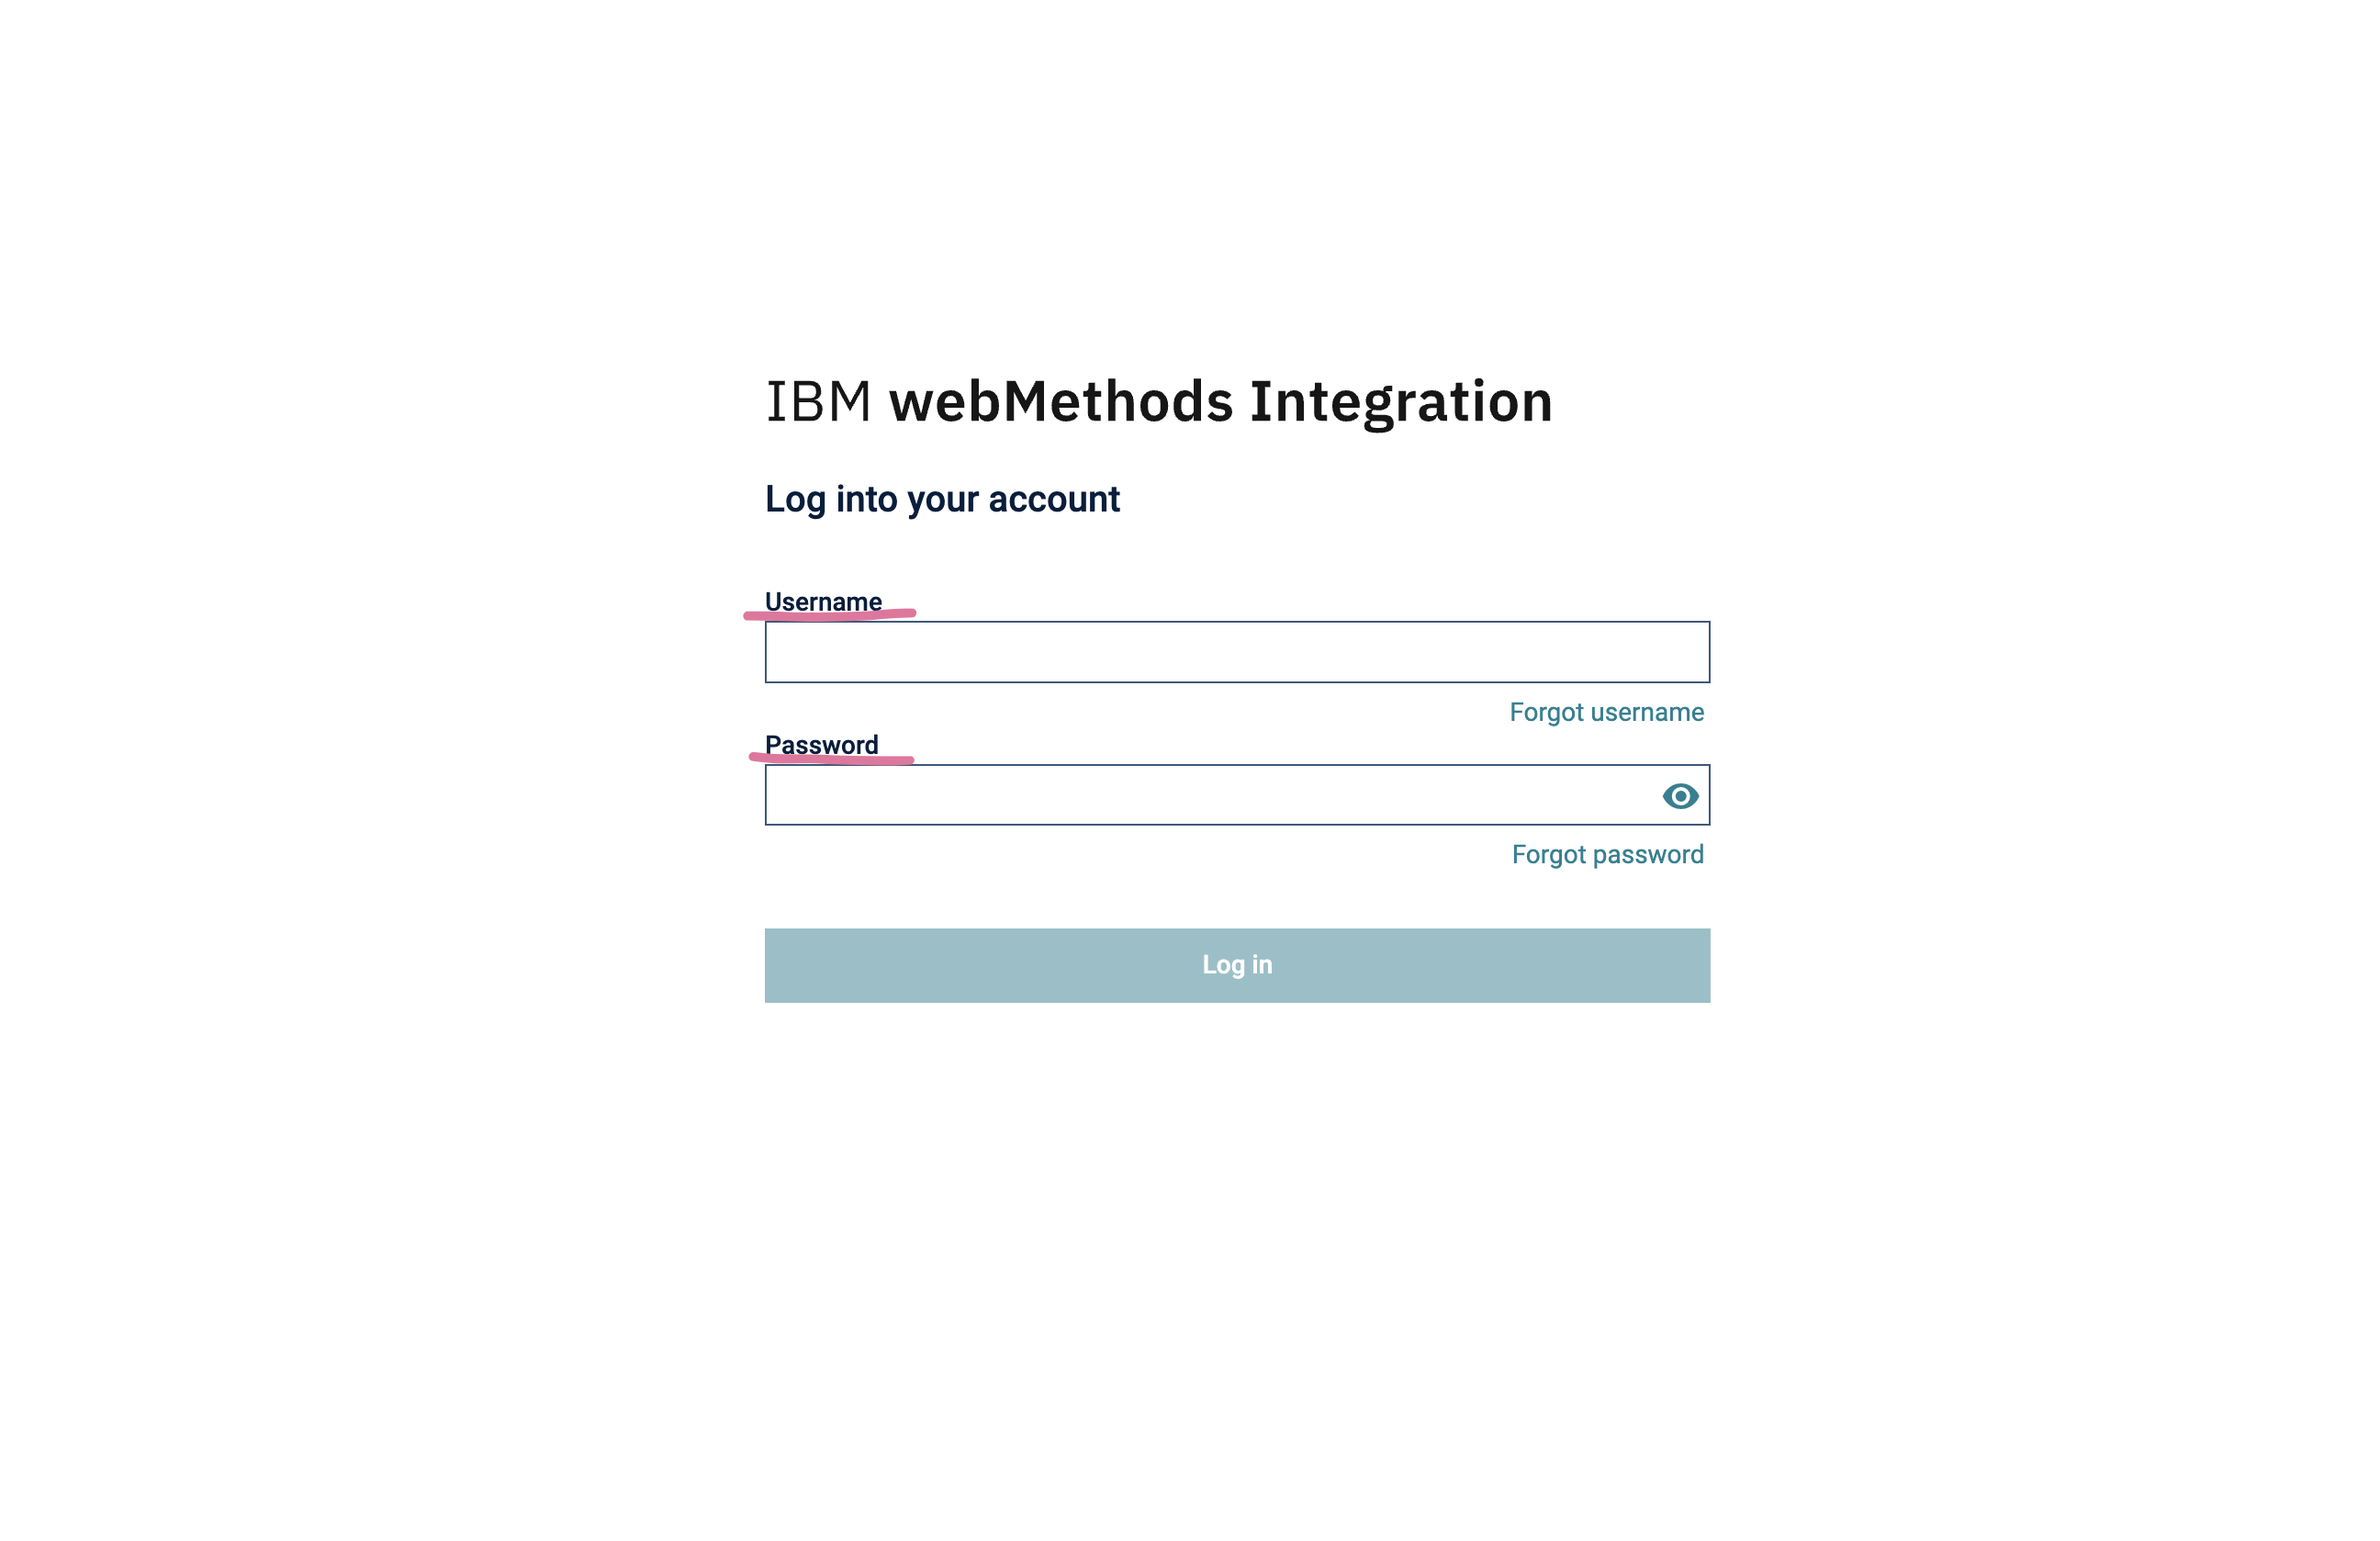 IBM webMethods Integration
Log into your account
Username
Forgot username
Password
Forgot password
Log in